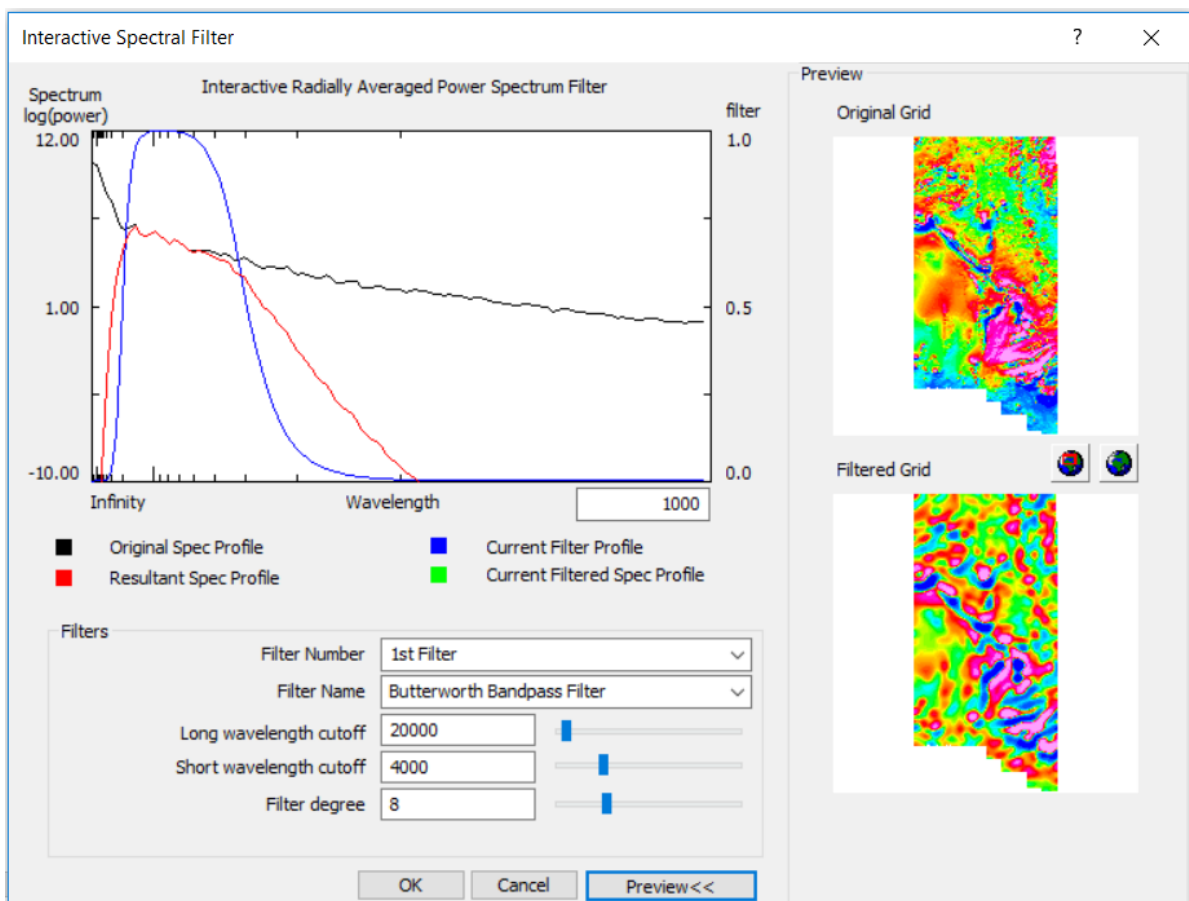 Interactive Spectral Filter
?
Interactive Radially Averaged Power Spectrum Filter
Spectrum
log(power)
filter
12.00
1.0
1.00
0.5
-10.00
0.0
Infinity
Wavelength
1000
Original Spec Profile
Current Filter Profile
Resultant Spec Profile
Current Filtered Spec Profile
Filters
Filter Number
1st Filter
Filter Name
Butterworth Bandpass Filter
Long wavelength cutoff
20000
Short wavelength cutoff
4000
Filter degree
8
OK
Cancel
Preview<<
Preview
Original Grid
Filtered Grid